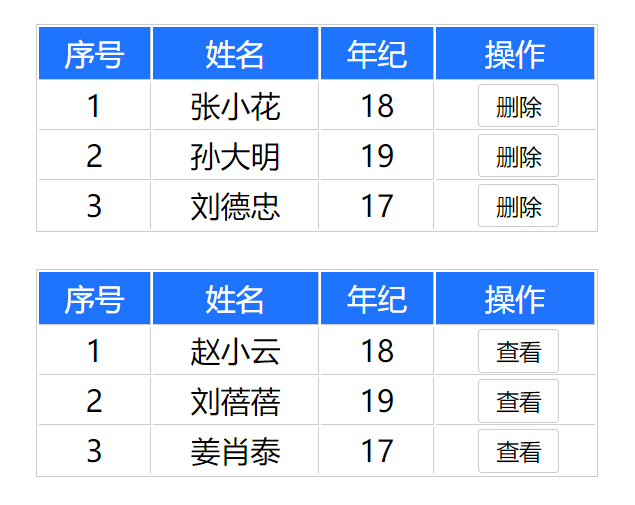 序号 姓名 年纪 操作
1 张小花 18 删除
2 孙大明 19 删除
3 刘德忠 17 删除
序号 姓名 年纪 操作
1 赵小云 18 查看
2 刘蓓蓓 19 查看
3 姜肖泰 17 查看